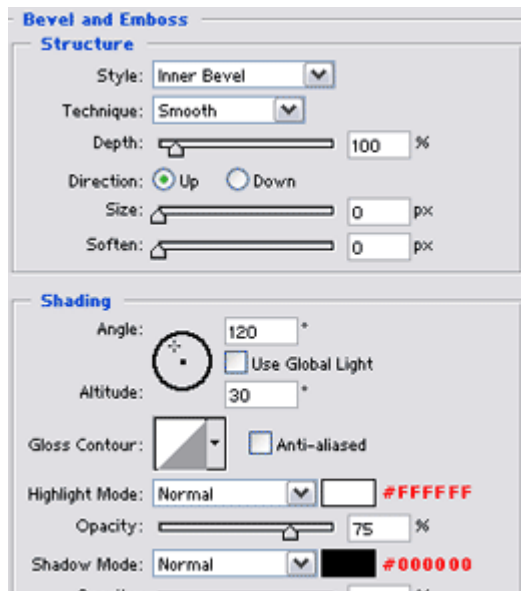 Bevel and Emboss
Structure
Style: Inner Bevel
Technique: Smooth
Depth: 100 %
Direction: Up Down
Size: 0 px
Soften: 0 px
Shading
Angle: 120 °
Use Global Light
Altitude: 30 °
Gloss Contour: Anti-aliased
Highlight Mode: Normal #FFFFFF
Opacity: 75 %
Shadow Mode: Normal #000000